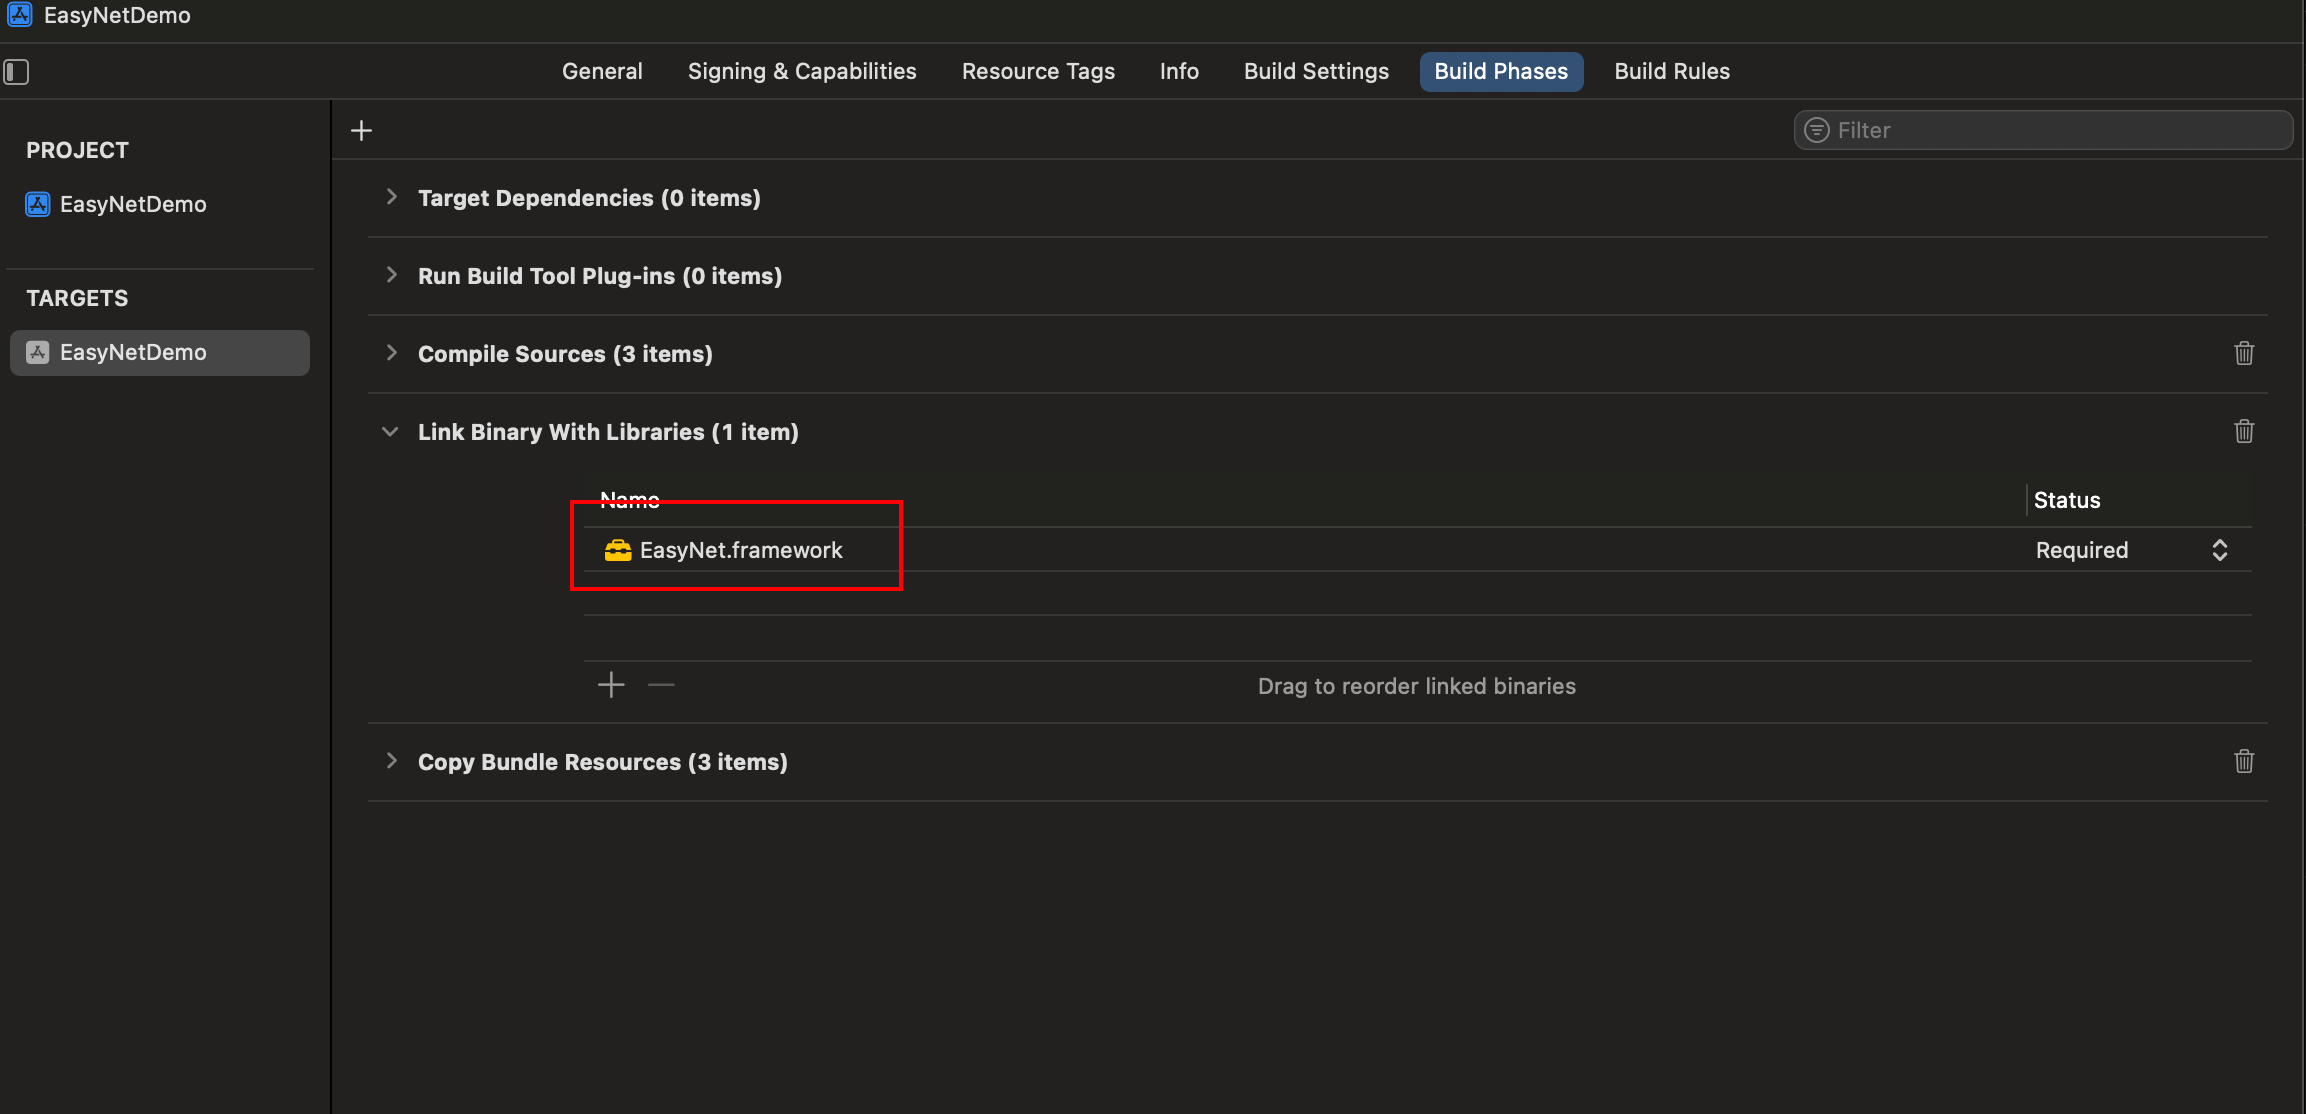 EasyNetDemo
General Signing & Capabilities Resource Tags Info Build Settings Build Phases Build Rules
Filter
PROJECT
EasyNetDemo
TARGETS
EasyNetDemo
Target Dependencies (0 items)
Run Build Tool Plug-ins (0 items)
Compile Sources (3 items)
Link Binary With Libraries (1 item)
Name Status
EasyNet.framework Required
Drag to reorder linked binaries
Copy Bundle Resources (3 items)